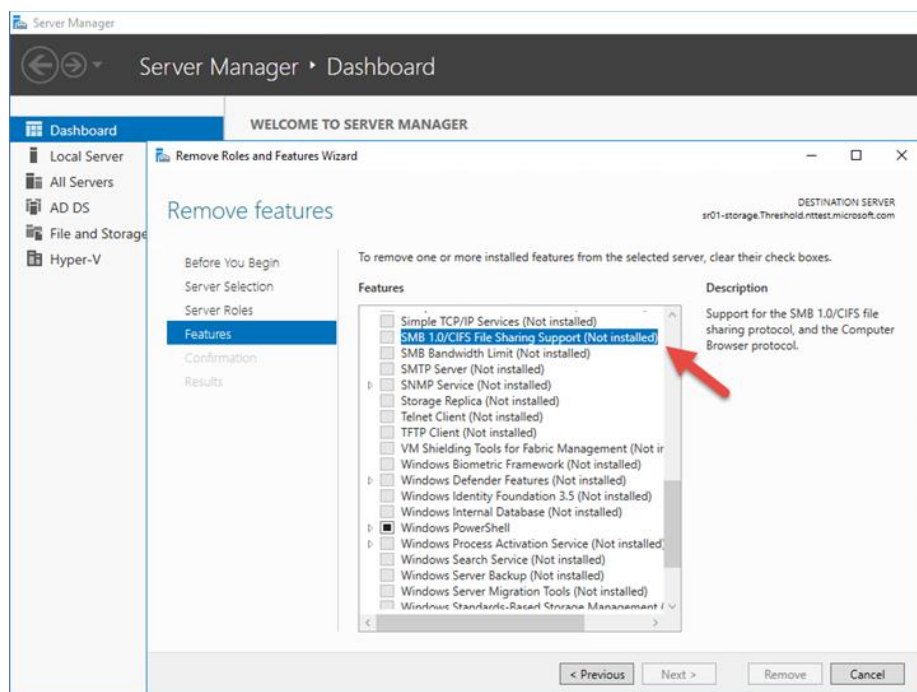 Server Manager
Server Manager • Dashboard
Dashboard
Local Server
All Servers
AD DS
File and Storage
Hyper-V
WELCOME TO SERVER MANAGER
Remove Roles and Features Wizard
Remove features
DESTINATION SERVER
sr01-storage.Threshold.nttest.microsoft.com
Before You Begin
Server Selection
Server Roles
Features
Confirmation
Results
To remove one or more installed features from the selected server, clear their check boxes.
Features
Simple TCP/IP Services (Not installed)
SMB 1.0/CIFS File Sharing Support (Not installed)
SMB Bandwidth Limit (Not installed)
SMTP Server (Not installed)
SNMP Service (Not installed)
Storage Replica (Not installed)
Telnet Client (Not installed)
TFTP Client (Not installed)
VM Shielding Tools for Fabric Management (Not ir
Windows Biometric Framework (Not installed)
Windows Defender Features (Not installed)
Windows Identity Foundation 3.5 (Not installed)
Windows Internal Database (Not installed)
Windows PowerShell
Windows Process Activation Service (Not installed)
Windows Search Service (Not installed)
Windows Server Backup (Not installed)
Windows Server Migration Tools (Not installed)
Windows Standards-Based Storage Management (
Description
Support for the SMB 1.0/CIFS file
sharing protocol, and the Computer
Browser protocol.
< Previous
Next >
Remove
Cancel